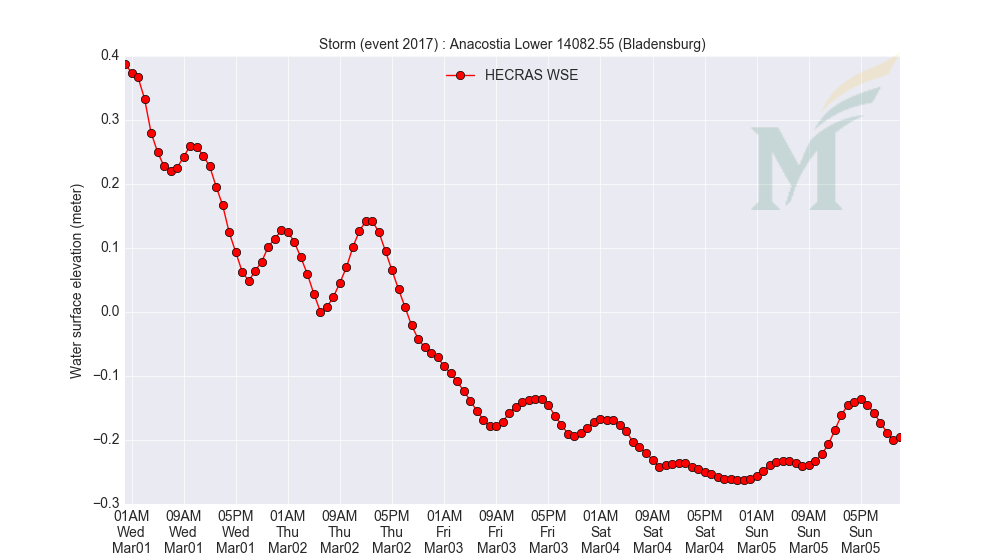 Storm (event 2017) : Anacostia Lower 14082.55 (Bladensburg)
HECRAS WSE
M
Water surface elevation (meter)
0.4
0.3
0.2
0.1
0.0
−0.1
−0.2
−0.3
01AM 09AM 05PM 01AM 09AM 05PM 01AM 09AM 05PM 01AM 09AM 05PM 01AM 09AM 05PM
Wed Wed Wed Thu Thu Thu Fri Fri Fri Sat Sat Sat Sun Sun Sun
Mar01 Mar01 Mar01 Mar02 Mar02 Mar02 Mar03 Mar03 Mar03 Mar04 Mar04 Mar04 Mar05 Mar05 Mar05